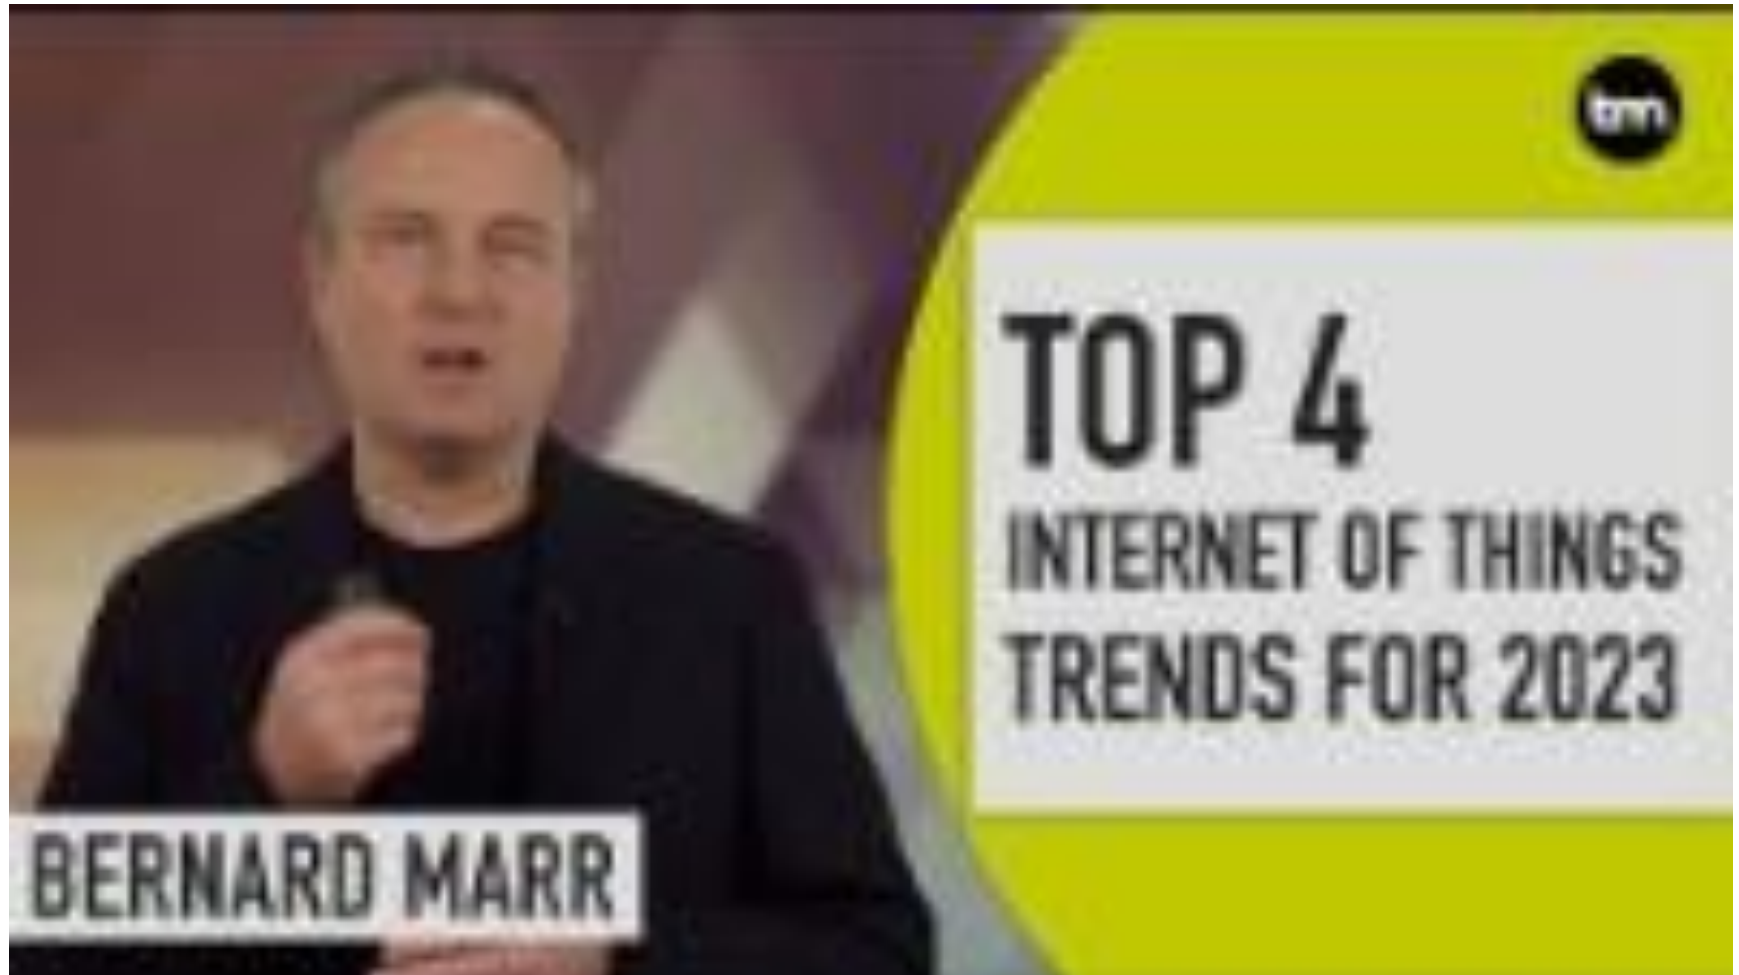 tmn
TOP 4
INTERNET OF THINGS
TRENDS FOR 2023
BERNARD MARR